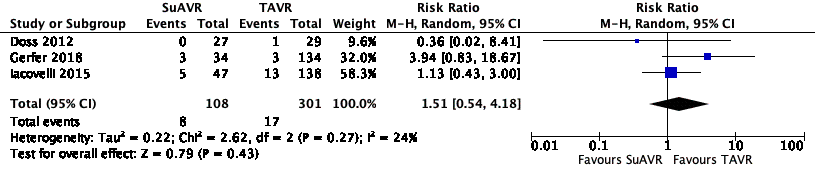 SuAVR TAVR Risk Ratio Risk Ratio
Study or Subgroup Events Total Events Total Weight M-H, Random, 95% CI M-H, Random, 95% CI
Doss 2012 0 27 1 29 9.6% 0.36 [0.02, 8.41]
Gerfer 2018 3 34 3 134 32.0% 3.94 [0.83, 18.67]
Iacovelli 2015 5 47 13 138 58.3% 1.13 [0.43, 3.00]
Total (95% CI) 108 301 100.0% 1.51 [0.54, 4.18]
Total events 8 17
Heterogeneity: Tau² = 0.22; Chi² = 2.62, df = 2 (P = 0.27); I² = 24%
Test for overall effect: Z = 0.79 (P = 0.43)
0.01 0.1 1 10 100
Favours SuAVR Favours TAVR